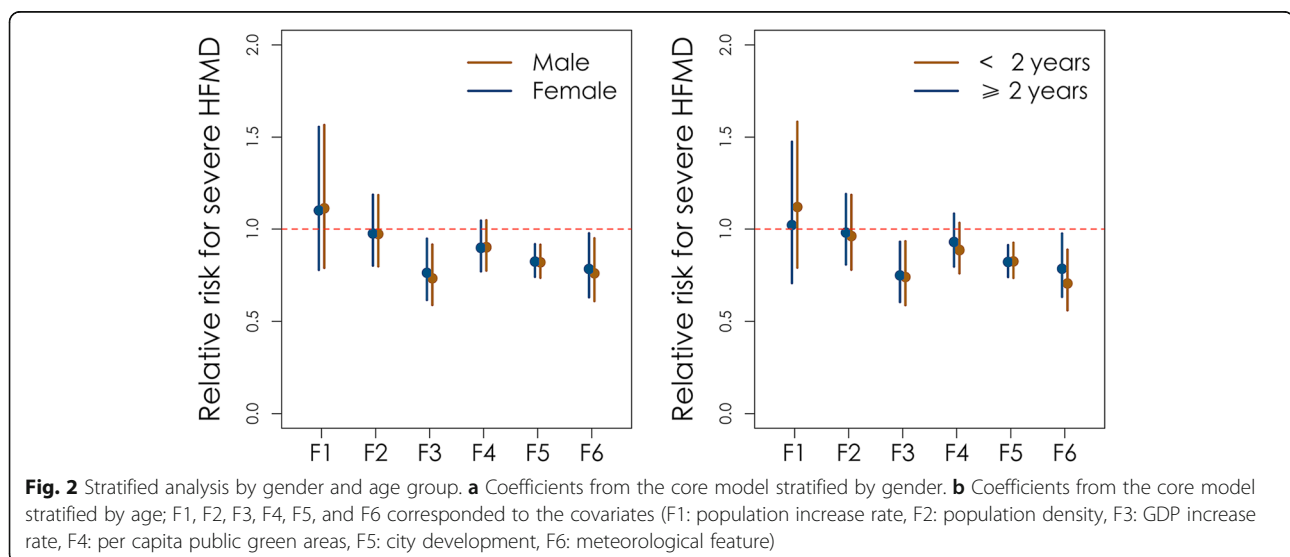 Relative risk for severe HFMD
2.0
1.5
1.0
0.5
0.0
Male
Female
F1 F2 F3 F4 F5 F6
Relative risk for severe HFMD
2.0
1.5
1.0
0.5
0.0
< 2 years
⩾ 2 years
F1 F2 F3 F4 F5 F6
Fig. 2 Stratified analysis by gender and age group. a Coefficients from the core model stratified by gender. b Coefficients from the core model
stratified by age; F1, F2, F3, F4, F5, and F6 corresponded to the covariates (F1: population increase rate, F2: population density, F3: GDP increase
rate, F4: per capita public green areas, F5: city development, F6: meteorological feature)